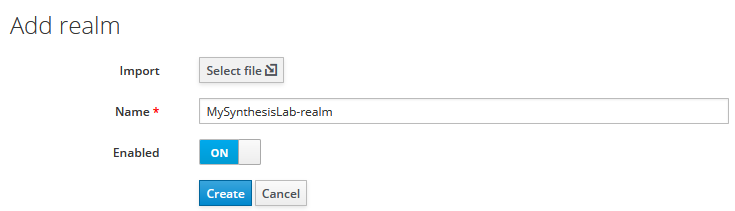 Add realm
Import Select file
Name * MySynthesisLab-realm
Enabled ON
Create Cancel